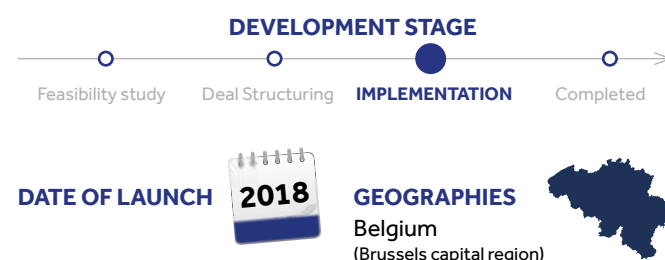 DEVELOPMENT STAGE
Feasibility study Deal Structuring IMPLEMENTATION Completed
DATE OF LAUNCH 2018 GEOGRAPHIES
Belgium
(Brussels capital region)